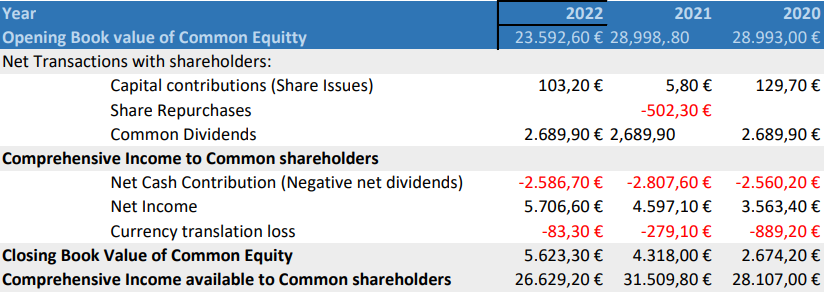 Year 2022 2021 2020
Opening Book value of Common Equitty 23.592,60 € 28,998,.80 28.993,00 €
Net Transactions with shareholders:
Capital contributions (Share Issues) 103,20 € 5,80 € 129,70 €
Share Repurchases -502,30 €
Common Dividends 2.689,90 € 2,689,90 2.689,90 €
Comprehensive Income to Common shareholders
Net Cash Contribution (Negative net dividends) -2.586,70 € -2.807,60 € -2.560,20 €
Net Income 5.706,60 € 4.597,10 € 3.563,40 €
Currency translation loss -83,30 € -279,10 € -889,20 €
Closing Book Value of Common Equity 5.623,30 € 4.318,00 € 2.674,20 €
Comprehensive Income available to Common shareholders 26.629,20 € 31.509,80 € 28.107,00 €